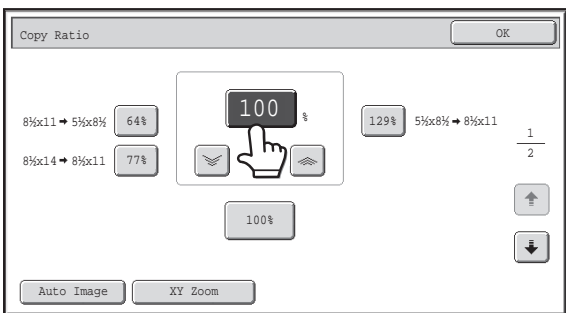 Copy Ratio OK
100 %
8½x11 ➡ 5½x8½ 64% 129% 5½x8½ ➡ 8½x11
8½x14 ➡ 8½x11 77%
1
2
100%
Auto Image XY Zoom